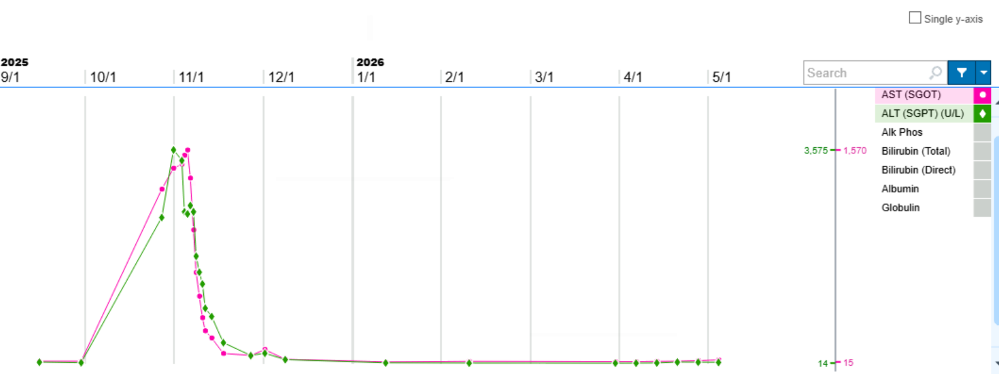 Single y-axis
2025
2026
9/1 10/1 11/1 12/1 1/1 2/1 3/1 4/1 5/1
Search
AST (SGOT)
ALT (SGPT) (U/L)
Alk Phos
3,575 1,570
Bilirubin (Total)
Bilirubin (Direct)
Albumin
Globulin
14 15